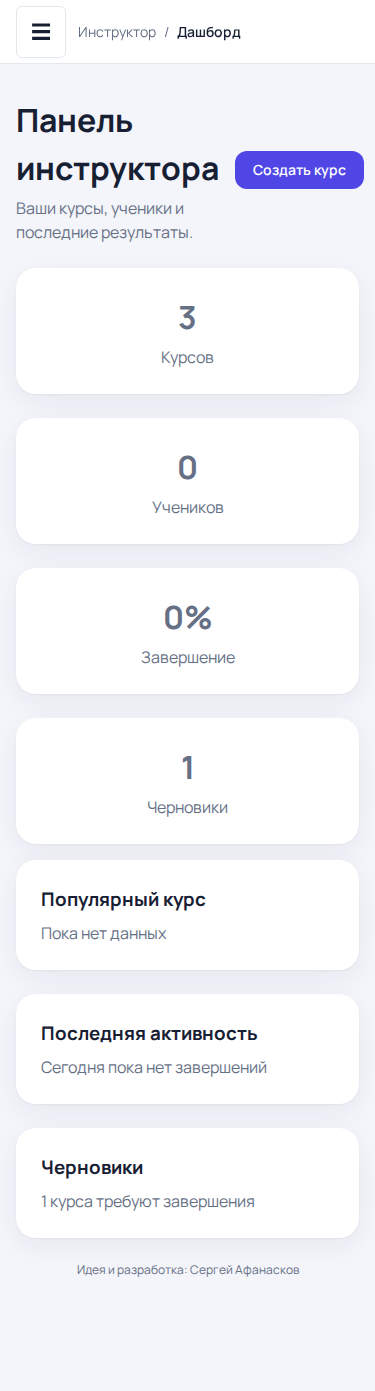 Инструктор / Дашборд
Панель
инструктора
Создать курс
Ваши курсы, ученики и
последние результаты.
3
Курсов
0
Учеников
0%
Завершение
1
Черновики
Популярный курс
Пока нет данных
Последняя активность
Сегодня пока нет завершений
Черновики
1 курса требуют завершения
Идея и разработка: Сергей Афанасков